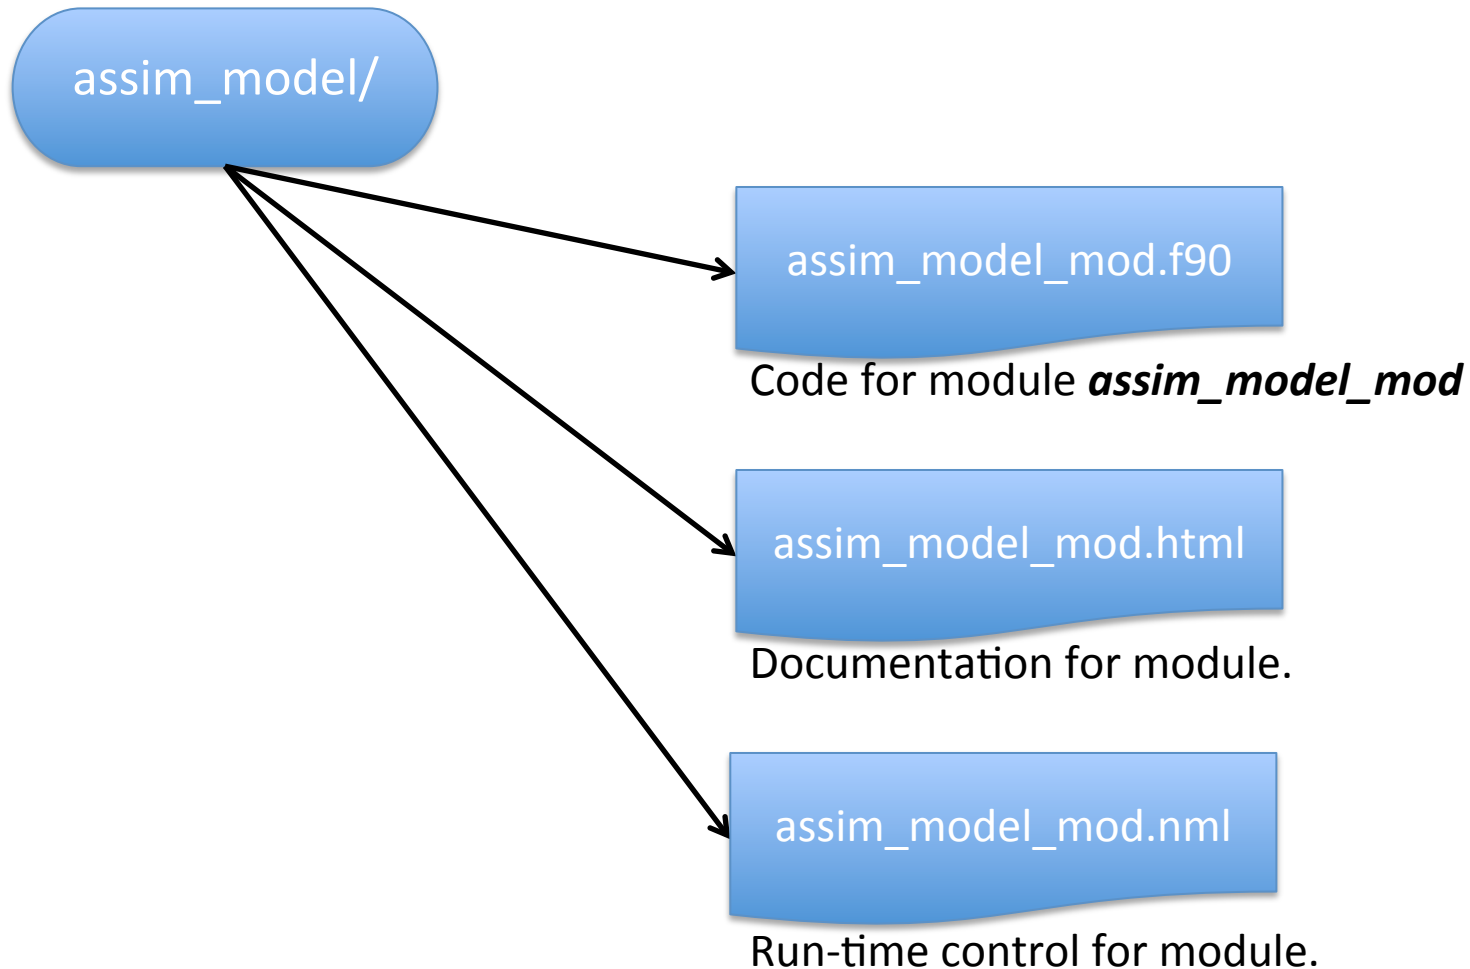 assim_model/
assim_model_mod.f90
Code for module assim_model_mod
assim_model_mod.html
Documentation for module.
assim_model_mod.nml
Run-time control for module.